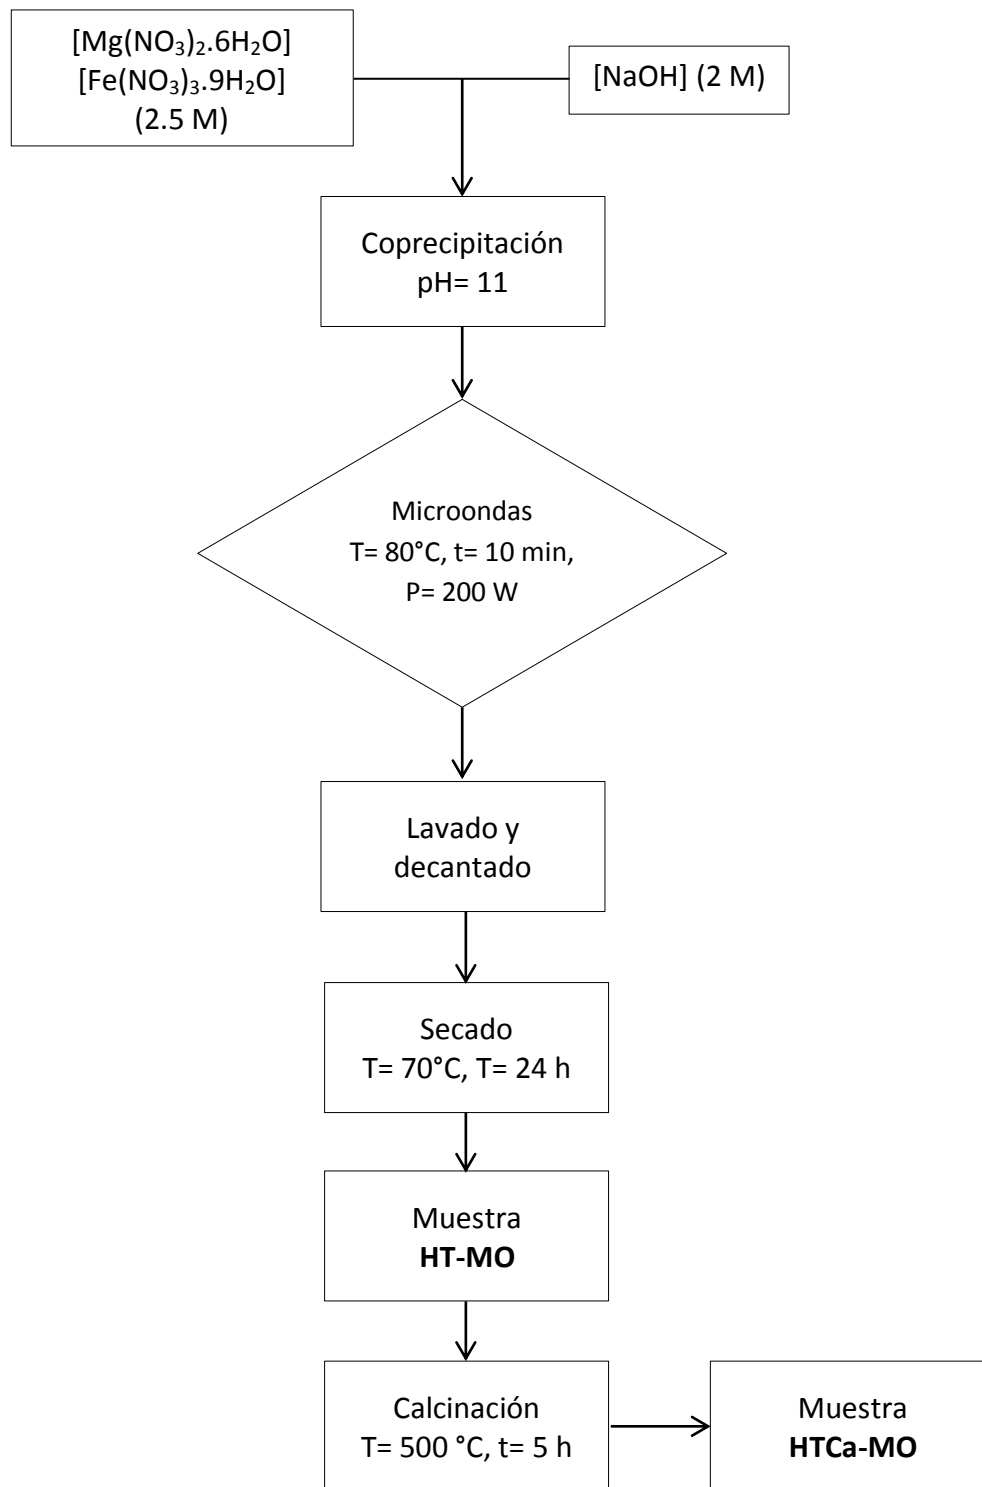 [Mg(NO₃)₂.6H₂O]
[Fe(NO₃)₃.9H₂O]
(2.5 M)
[NaOH] (2 M)
Coprecipitación
pH= 11
Microondas
T= 80°C, t= 10 min,
P= 200 W
Lavado y
decantado
Secado
T= 70°C, T= 24 h
Muestra
HT-MO
Calcinación
T= 500 °C, t= 5 h
Muestra
HTCa-MO